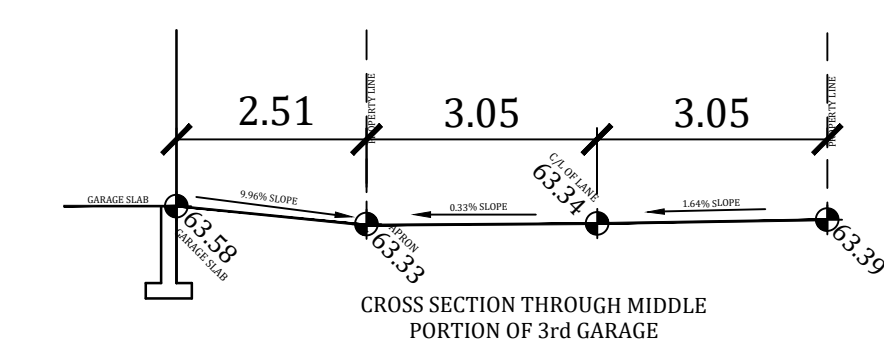 2.51
3.05
3.05
PROPERTY LINE
PROPERTY LINE
GARAGE SLAB
9.96% SLOPE
0.33% SLOPE
1.64% SLOPE
C/L OF LANE
63.34
63.58
GARAGE SLAB
APRON
63.33
63.39
CROSS SECTION THROUGH MIDDLE
PORTION OF 3rd GARAGE